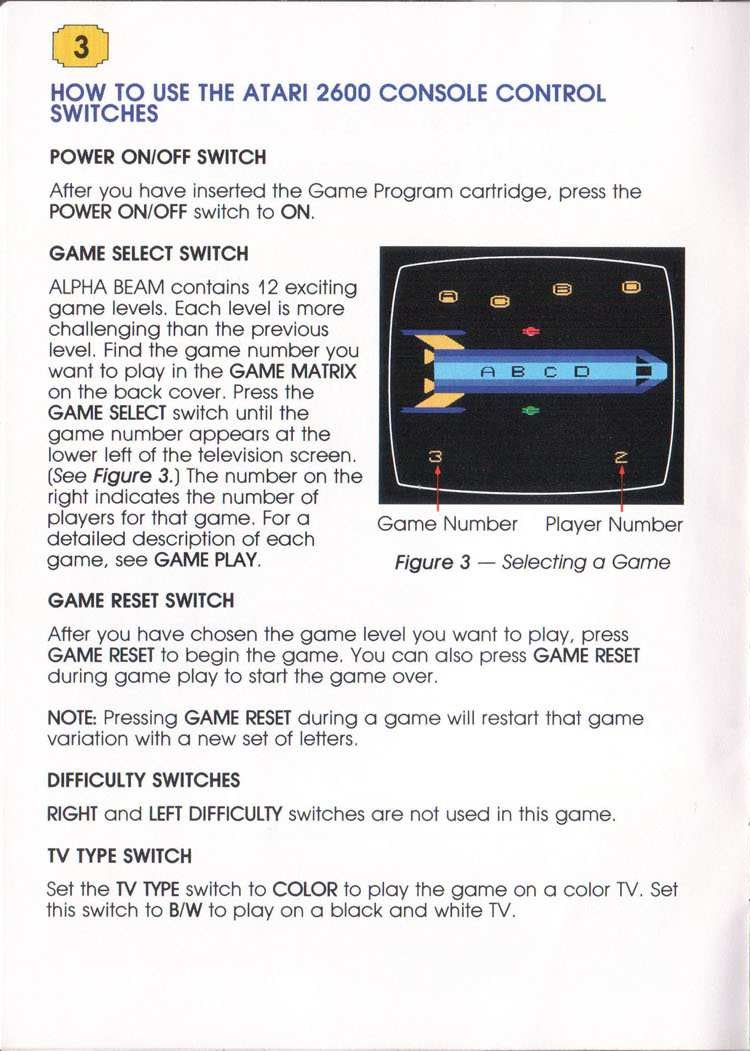 3
HOW TO USE THE ATARI 2600 CONSOLE CONTROL
SWITCHES
POWER ON/OFF SWITCH
After you have inserted the Game Program cartridge, press the
POWER ON/OFF switch to ON.
GAME SELECT SWITCH
ALPHA BEAM contains 12 exciting
game levels. Each level is more
challenging than the previous
level. Find the game number you
want to play in the GAME MATRIX
on the back cover. Press the
GAME SELECT switch until the
game number appears at the
lower left of the television screen.
(See Figure 3.) The number on the
right indicates the number of
players for that game. For a
detailed description of each
game, see GAME PLAY.
A C B D
A B C D
3 2
Game Number Player Number
Figure 3 — Selecting a Game
GAME RESET SWITCH
After you have chosen the game level you want to play, press
GAME RESET to begin the game. You can also press GAME RESET
during game play to start the game over.
NOTE: Pressing GAME RESET during a game will restart that game
variation with a new set of letters.
DIFFICULTY SWITCHES
RIGHT and LEFT DIFFICULTY switches are not used in this game.
TV TYPE SWITCH
Set the TV TYPE switch to COLOR to play the game on a color TV. Set
this switch to B/W to play on a black and white TV.